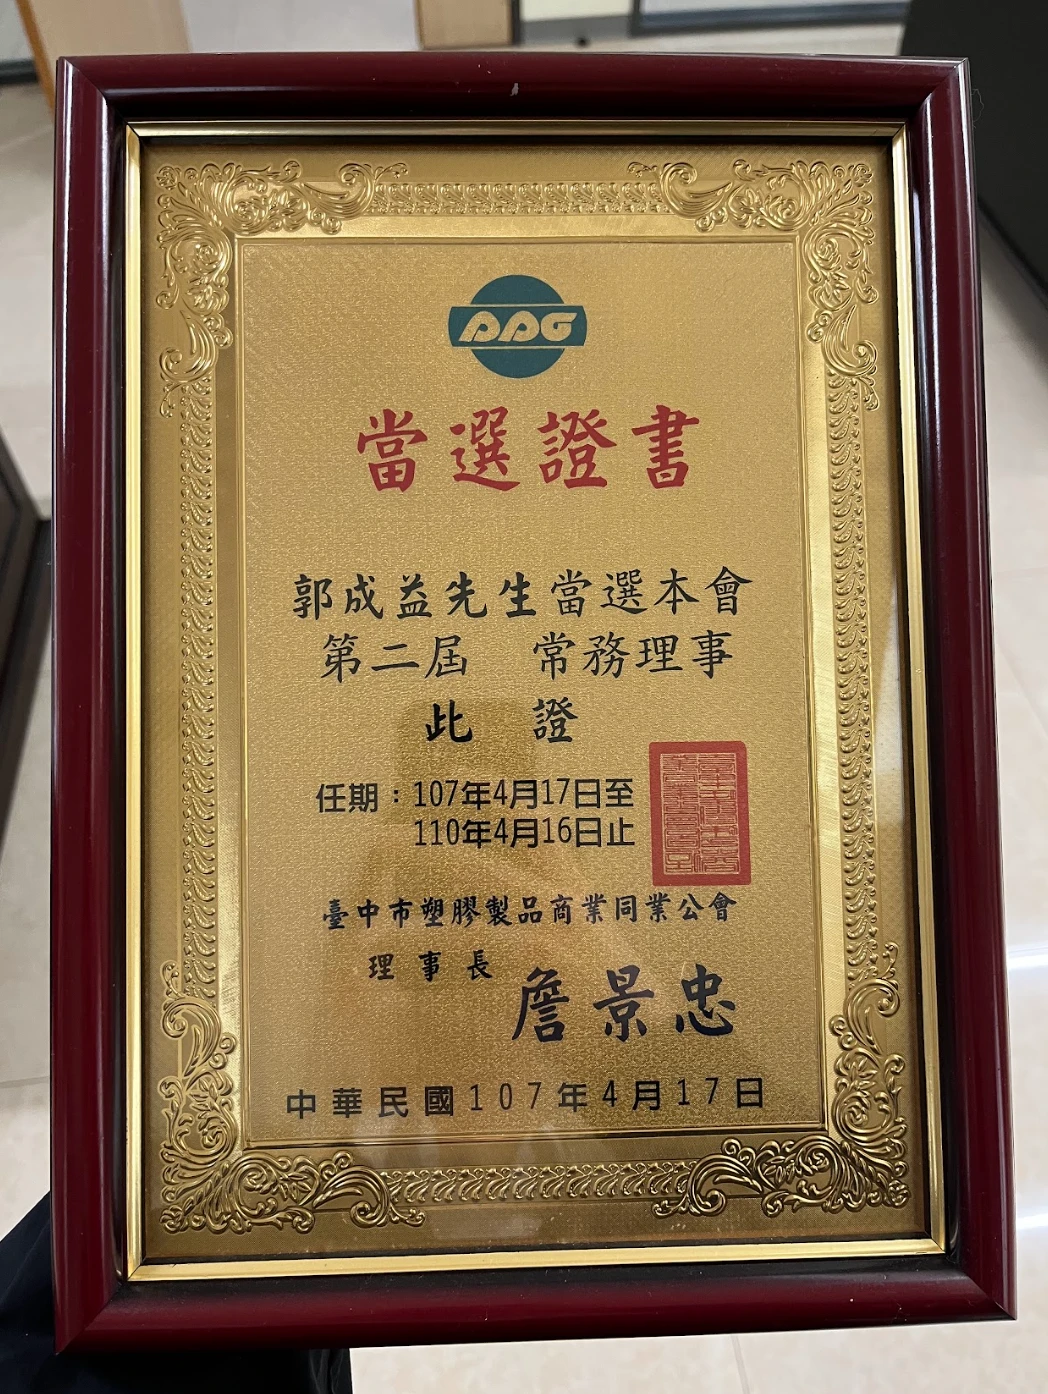 當選證書
郭成益先生當選本會
第二屆 常務理事
此 證
任期：107年4月17日至
110年4月16日止
臺中市塑膠製品商業同業公會
理事長
詹景忠
中華民國107年4月17日